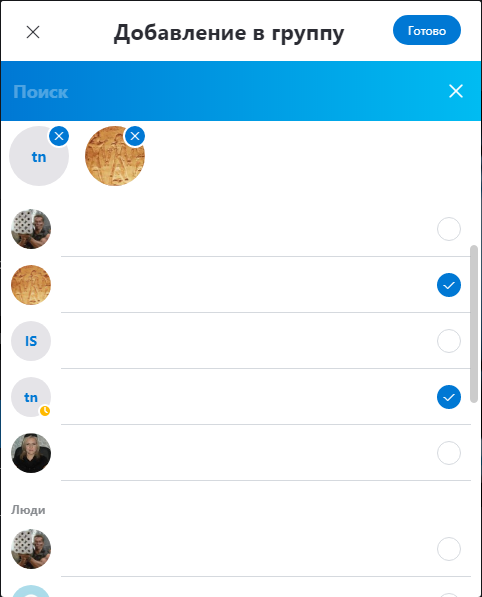 Добавление в группу
Готово
Поиск
tn
IS
tn
Люди